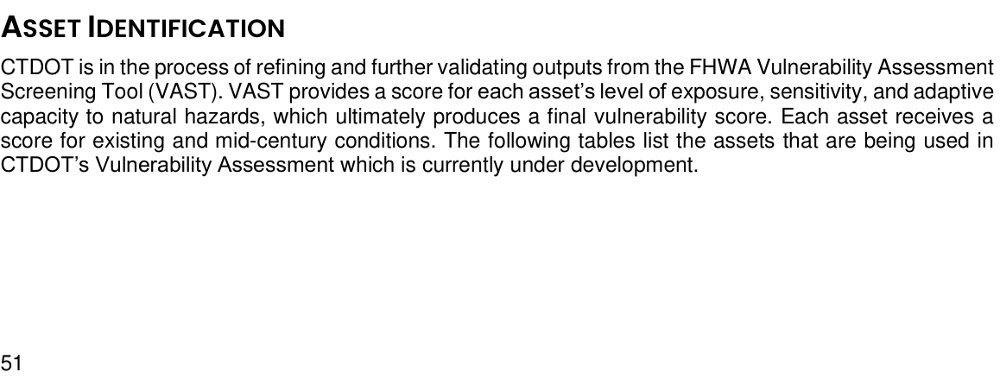 ASSET IDENTIFICATION
CTDOT is in the process of refining and further validating outputs from the FHWA Vulnerability Assessment
Screening Tool (VAST). VAST provides a score for each asset’s level of exposure, sensitivity, and adaptive
capacity to natural hazards, which ultimately produces a final vulnerability score. Each asset receives a
score for existing and mid-century conditions. The following tables list the assets that are being used in
CTDOT’s Vulnerability Assessment which is currently under development.
51